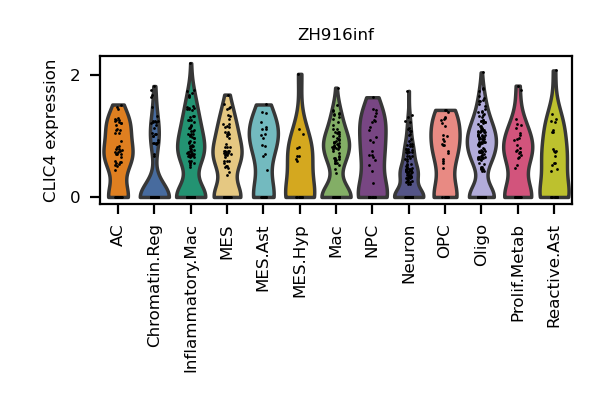 ZH916inf
CLIC4 expression
2
0
AC
Chromatin.Reg
Inflammatory.Mac
MES
MES.Ast
MES.Hyp
Mac
NPC
Neuron
OPC
Oligo
Prolif.Metab
Reactive.Ast